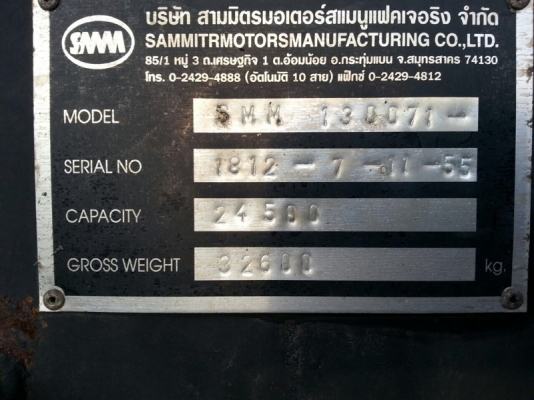 SMM
บริษัท สามมิตรมอเตอร์สแมนูแฟคเจอริง จำกัด
SAMMITRMOTORSMANUFACTURING CO.,LTD.
85/1 หมู่ 3 ถ.เศรษฐกิจ 1 ต.อ้อมน้อย อ.กระทุ่มแบน จ.สมุทรสาคร 74130
โทร. 0-2429-4888 (อัตโนมัติ 10 สาย) แฟ็กซ์ 0-2429-4812
MODEL SMM 130071-
SERIAL NO 1812-7-11-55
CAPACITY 24500
GROSS WEIGHT 32600 kg.